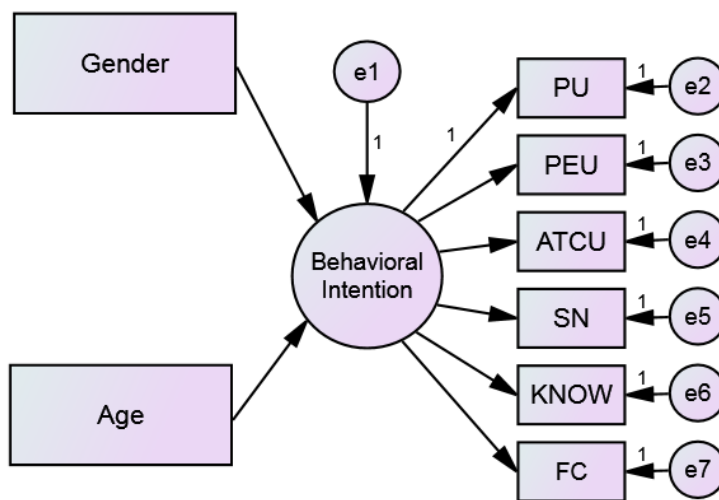 Gender
e1
1
1
PU
1
e2
PEU
1
e3
Behavioral
Intention
ATCU
1
e4
SN
1
e5
Age
KNOW
1
e6
FC
1
e7